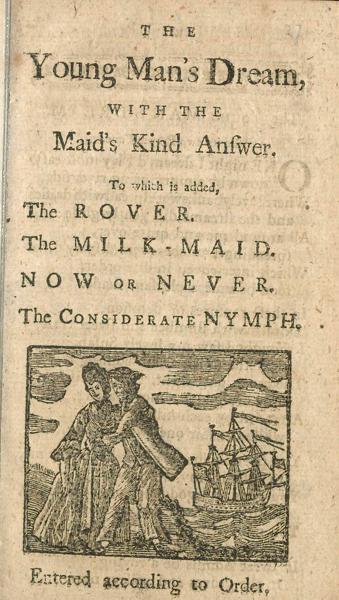 THE
Young Man's Dream,
WITH THE
Maid's Kind Anſwer.
To which is added,
The ROVER.
The MILK-MAID.
NOW OR NEVER.
The CONSIDERATE NYMPH.
Entered according to Order.